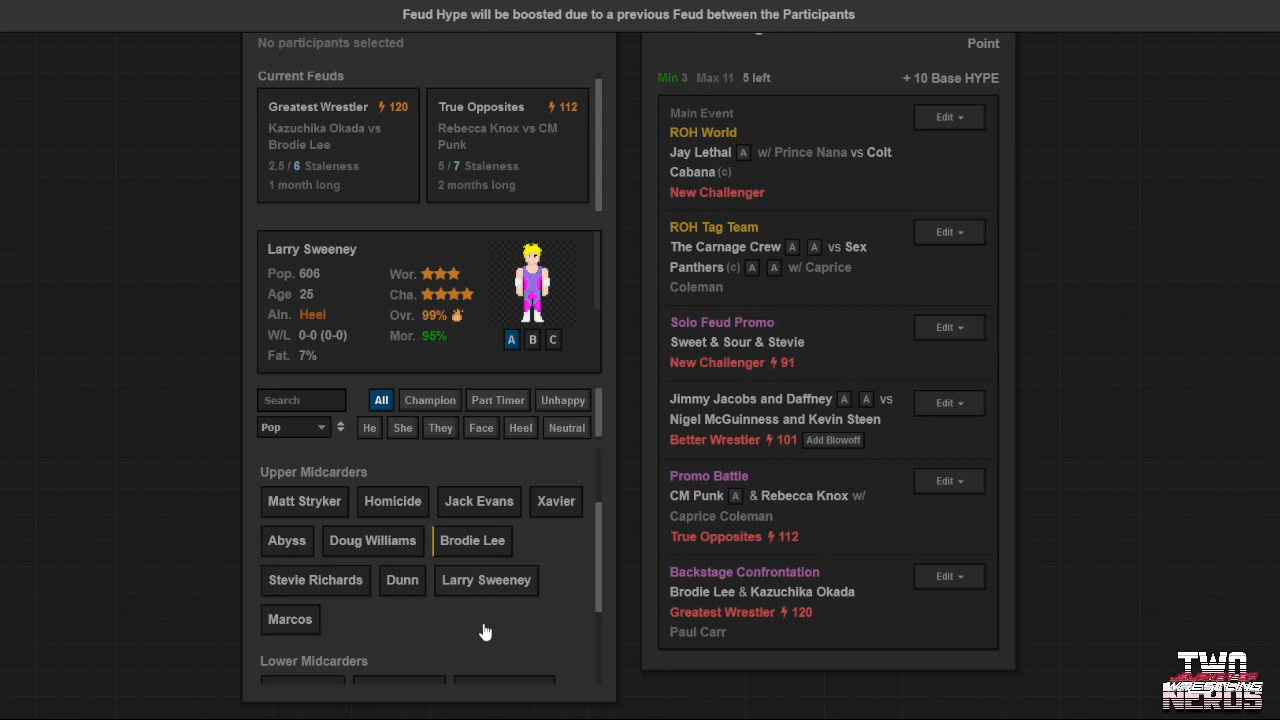 Feud Hype will be boosted due to a previous Feud between the Participants
No participants selected
Current Feuds
Greatest Wrestler 120
Kazuchika Okada vs
Brodie Lee
2.5 / 6 Staleness
1 month long
True Opposites 112
Rebecca Knox vs CM
Punk
5 / 7 Staleness
2 months long
Larry Sweeney
Pop. 606
Age 25
Aln. Heel
W/L 0-0 (0-0)
Fat. 7%
Wor.
Cha.
Ovr. 99%
Mor. 95%
A B C
Search
All Champion Part Timer Unhappy
Pop
He She They Face Heel Neutral
Upper Midcarders
Matt Stryker Homicide Jack Evans Xavier
Abyss Doug Williams Brodie Lee
Stevie Richards Dunn Larry Sweeney
Marcos
Lower Midcarders
Point
Min 3 Max 11 5 left + 10 Base HYPE
Main Event
ROH World
Jay Lethal A w/ Prince Nana vs Colt
Cabana (c)
New Challenger
Edit
ROH Tag Team
The Carnage Crew A A vs Sex
Panthers (c) A A w/ Caprice
Coleman
Edit
Solo Feud Promo
Sweet & Sour & Stevie
New Challenger 91
Edit
Jimmy Jacobs and Daffney A A vs
Nigel McGuinness and Kevin Steen
Better Wrestler 101 Add Blowoff
Edit
Promo Battle
CM Punk A & Rebecca Knox w/
Caprice Coleman
True Opposites 112
Edit
Backstage Confrontation
Brodie Lee & Kazuchika Okada
Greatest Wrestler 120
Paul Carr
Edit
TWO
WRESTLING
NERDS